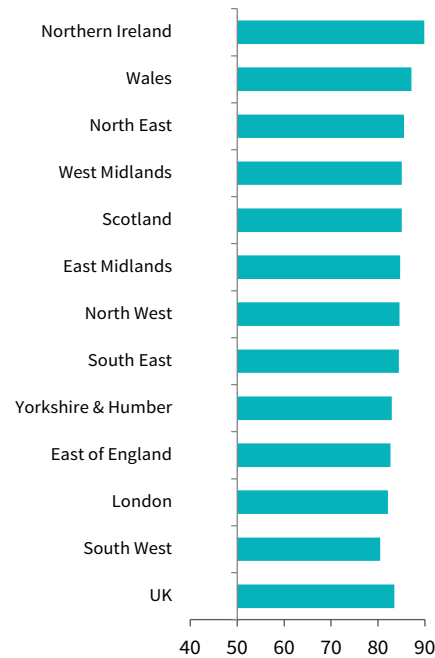 Northern Ireland
Wales
North East
West Midlands
Scotland
East Midlands
North West
South East
Yorkshire & Humber
East of England
London
South West
UK
40 50 60 70 80 90